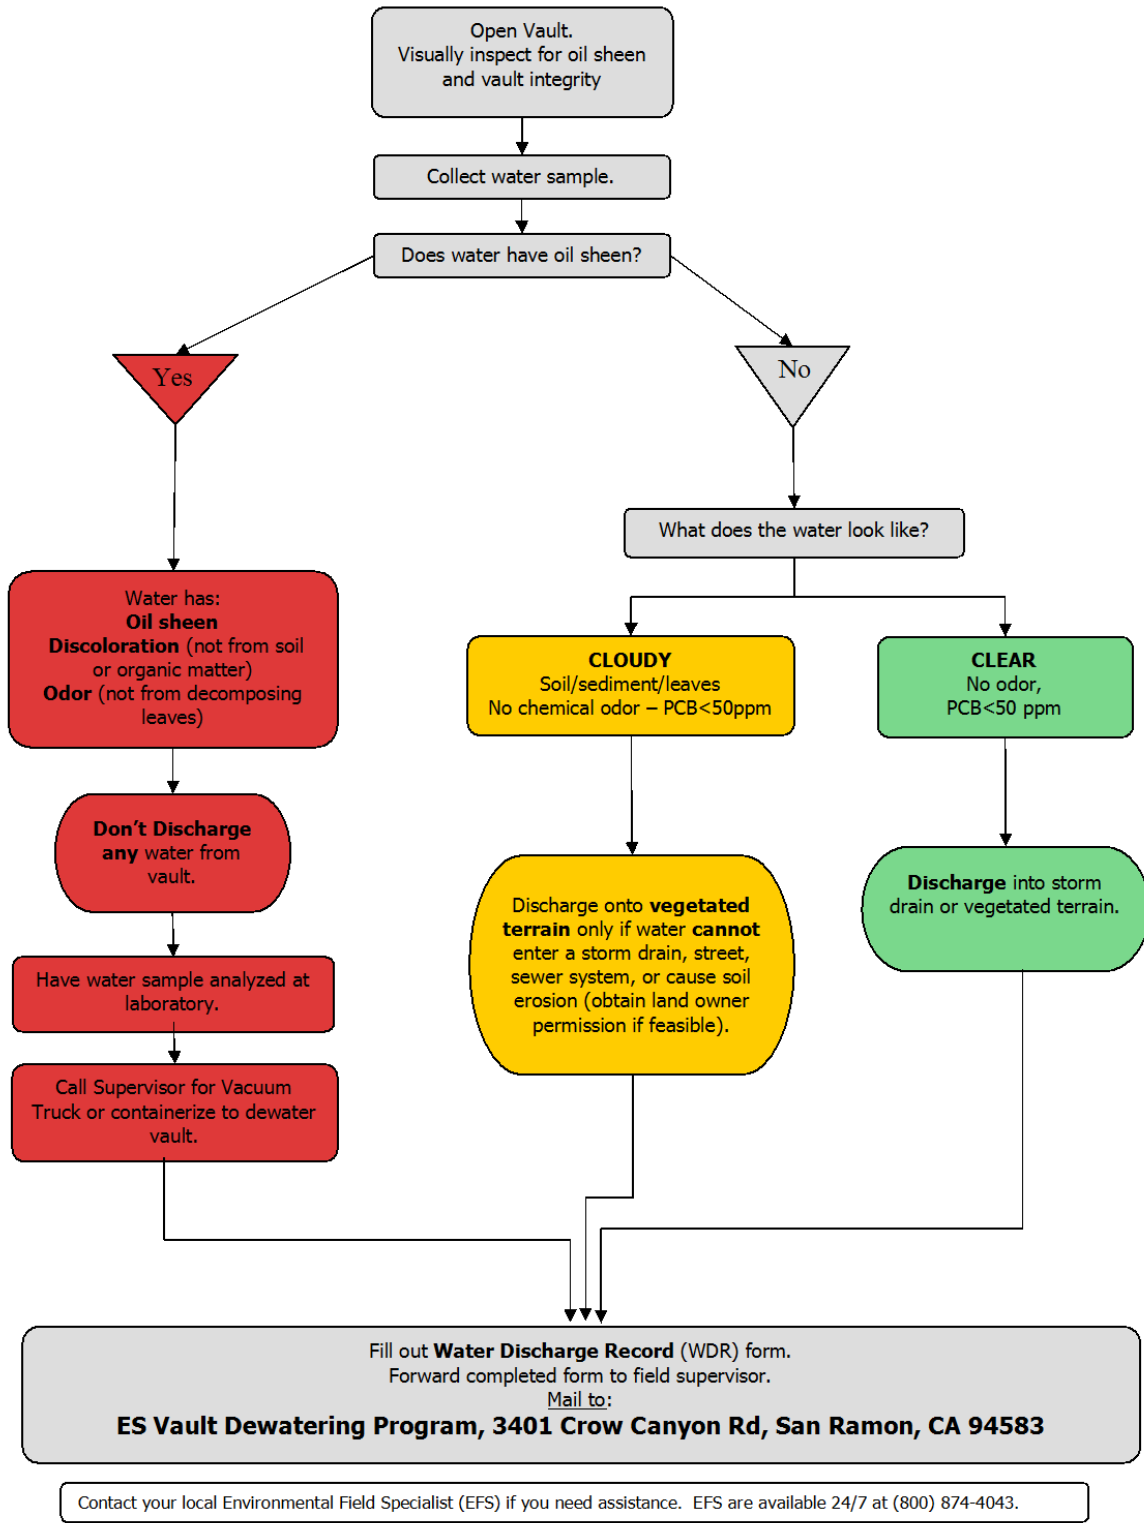 Open Vault.
Visually inspect for oil sheen
and vault integrity
Collect water sample.
Does water have oil sheen?
Yes
No
What does the water look like?
Water has:
Oil sheen
Discoloration (not from soil
or organic matter)
Odor (not from decomposing
leaves)
CLOUDY
Soil/sediment/leaves
No chemical odor – PCB<50ppm
CLEAR
No odor,
PCB<50 ppm
Don't Discharge
any water from
vault.
Discharge onto vegetated
terrain only if water cannot
enter a storm drain, street,
sewer system, or cause soil
erosion (obtain land owner
permission if feasible).
Discharge into storm
drain or vegetated terrain.
Have water sample analyzed at
laboratory.
Call Supervisor for Vacuum
Truck or containerize to dewater
vault.
Fill out Water Discharge Record (WDR) form.
Forward completed form to field supervisor.
Mail to:
ES Vault Dewatering Program, 3401 Crow Canyon Rd, San Ramon, CA 94583
Contact your local Environmental Field Specialist (EFS) if you need assistance.  EFS are available 24/7 at (800) 874-4043.